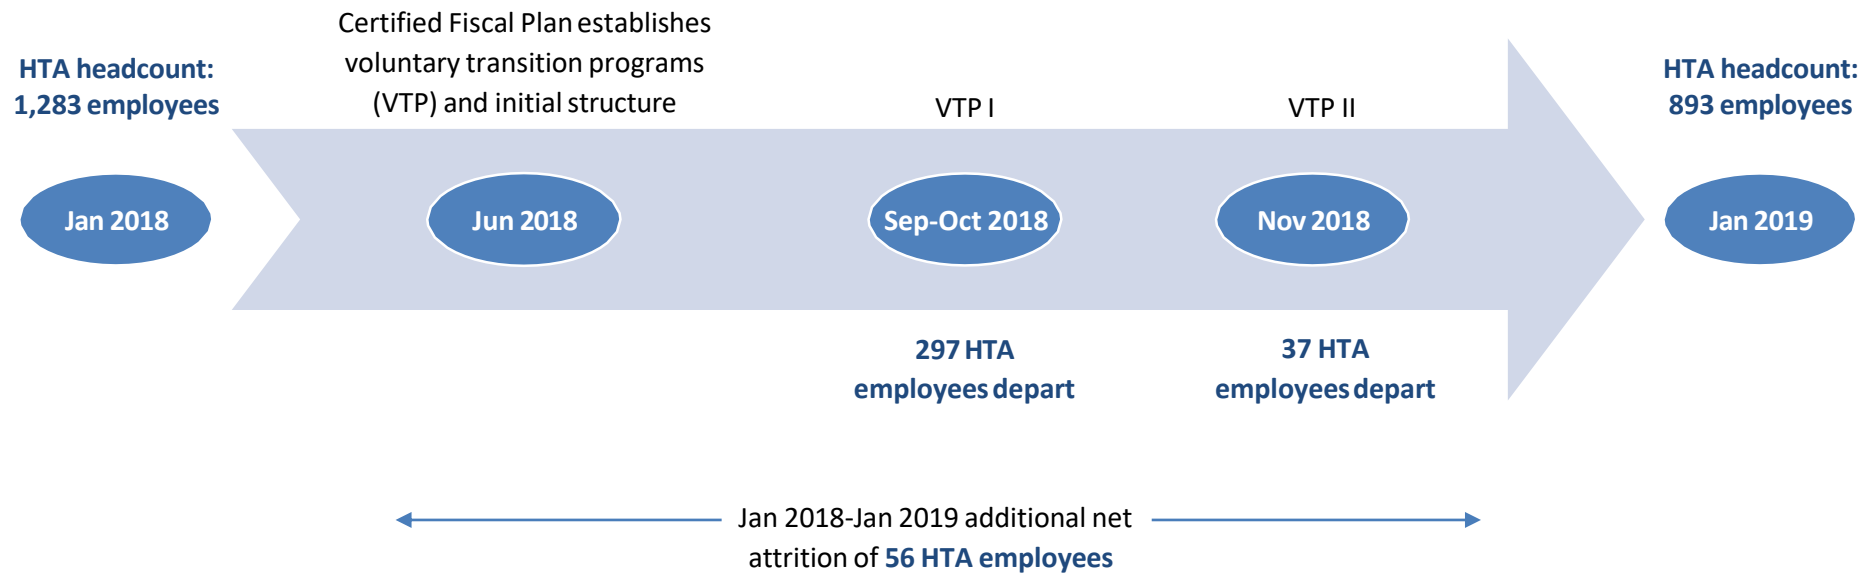 HTA headcount:
1,283 employees
Jan 2018
Certified Fiscal Plan establishes
voluntary transition programs
(VTP) and initial structure
Jun 2018
VTP I
Sep-Oct 2018
297 HTA
employees depart
VTP II
Nov 2018
37 HTA
employees depart
HTA headcount:
893 employees
Jan 2019
Jan 2018-Jan 2019 additional net
attrition of 56 HTA employees